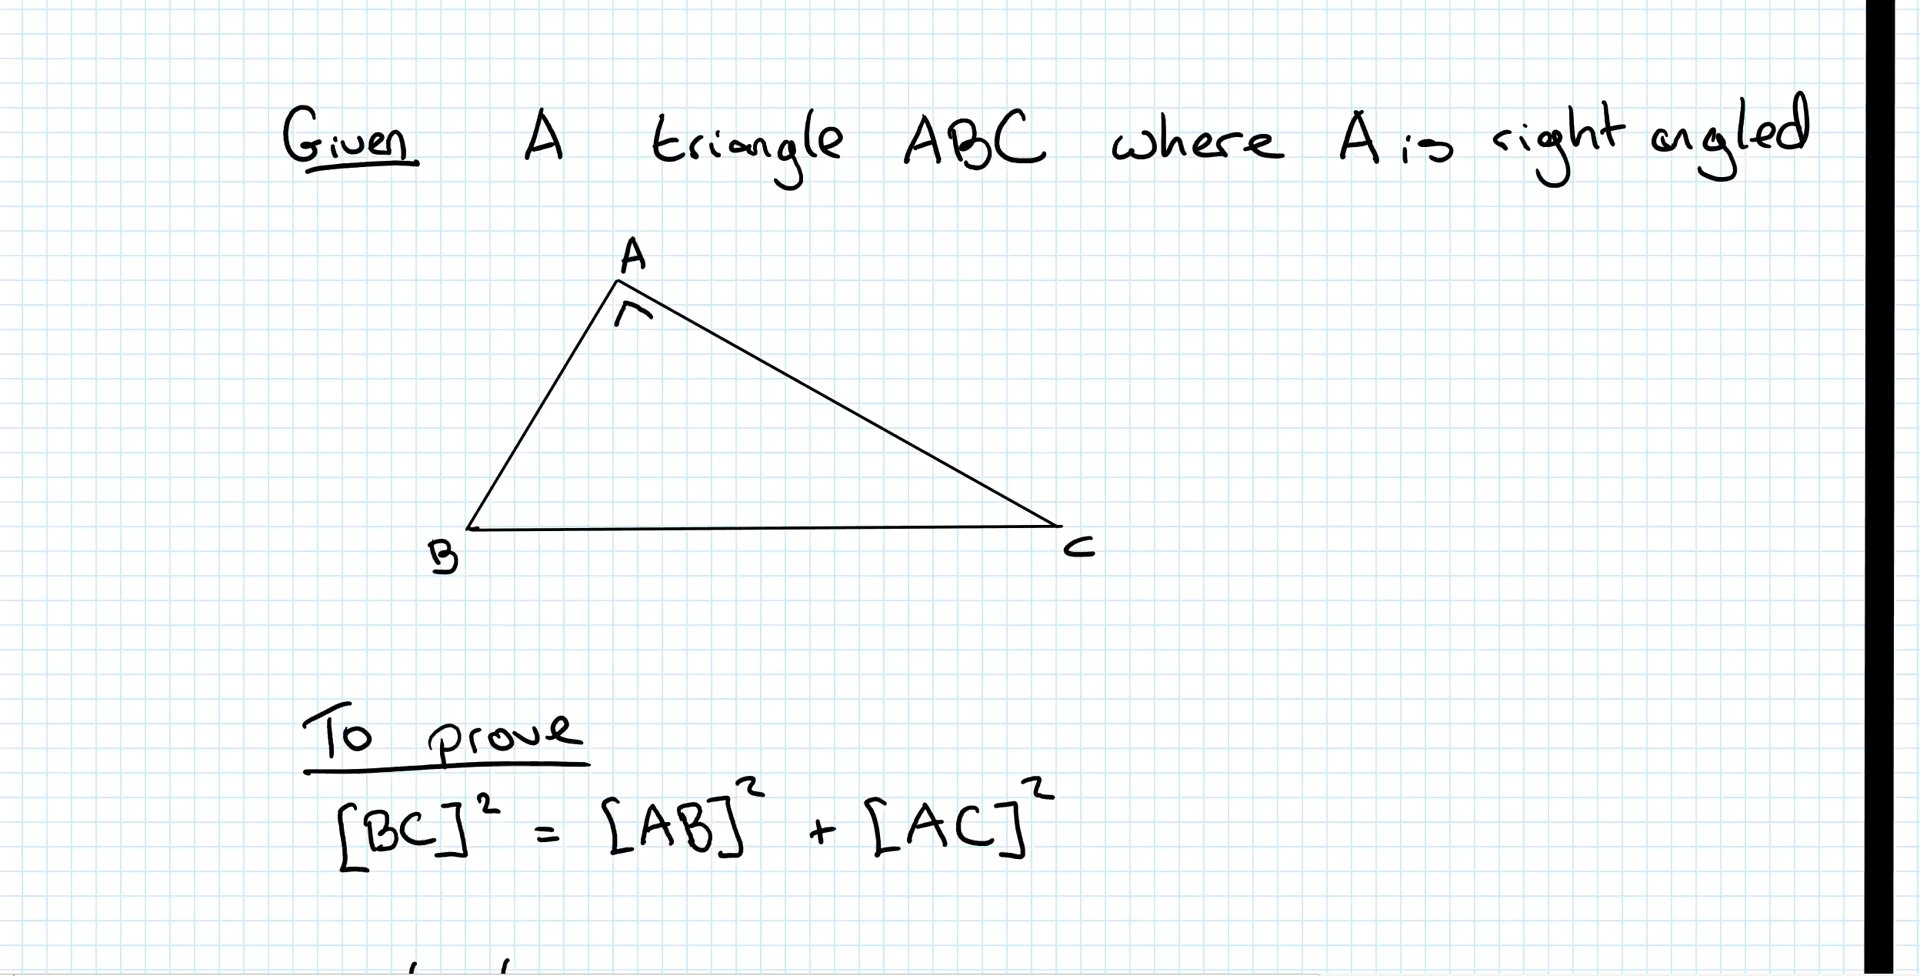 Given A triangle ABC where A is right angled
A
B
C
To prove
[BC]² = [AB]² + [AC]²